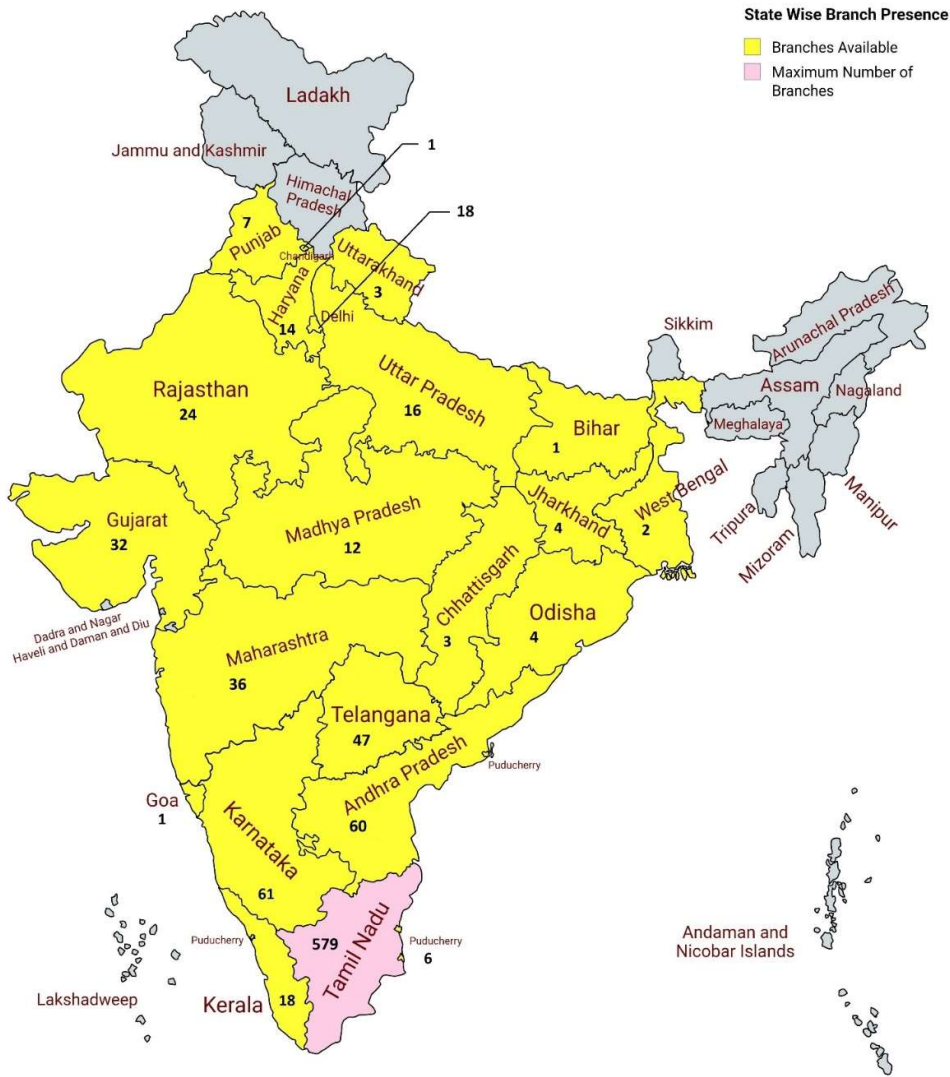 State Wise Branch Presence
Branches Available
Maximum Number of
Branches
Ladakh
Jammu and Kashmir
1
Himachal
Pradesh
18
7
Punjab
Chandigarh
Uttarakhand
3
Haryana
14
Delhi
Sikkim
Arunachal Pradesh
Rajasthan
24
Uttar Pradesh
16
Assam
Nagaland
Meghalaya
Bihar
1
Gujarat
32
Madhya Pradesh
12
Jharkhand
4
West Bengal
2
Tripura
Mizoram
Manipur
Dadra and Nagar
Haveli and Daman and Diu
Chhattisgarh
3
Odisha
4
Maharashtra
36
Telangana
47
Andhra Pradesh
60
Puducherry
Goa
1
Karnataka
61
Puducherry
579
Tamil Nadu
Puducherry
6
Andaman and
Nicobar Islands
Lakshadweep
Kerala
18